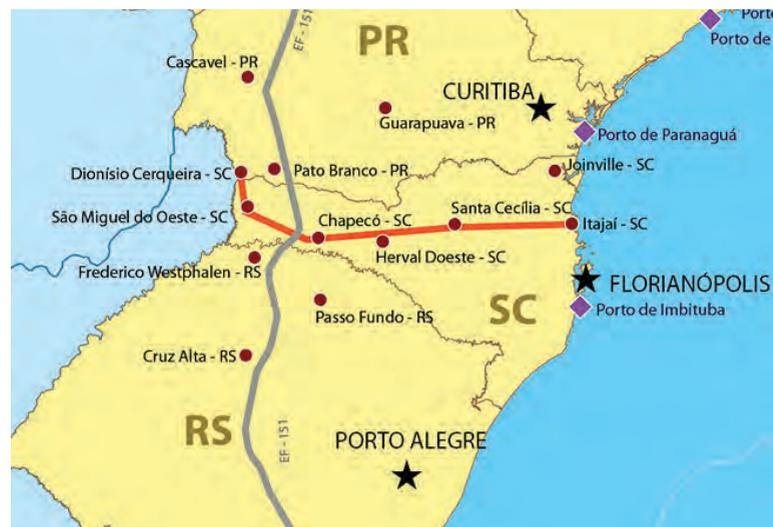 Porto
Porto de
EF - 151
PR
Cascavel - PR
CURITIBA
Guarapuava - PR
Porto de Paranaguá
Dionísio Cerqueira - SC
Pato Branco - PR
Joinville - SC
São Miguel do Oeste - SC
Chapecó - SC
Santa Cecília - SC
Itajaí - SC
Herval Doeste - SC
Frederico Westphalen - RS
FLORIANÓPOLIS
SC
Porto de Imbituba
Passo Fundo - RS
Cruz Alta - RS
RS
EF - 151
PORTO ALEGRE